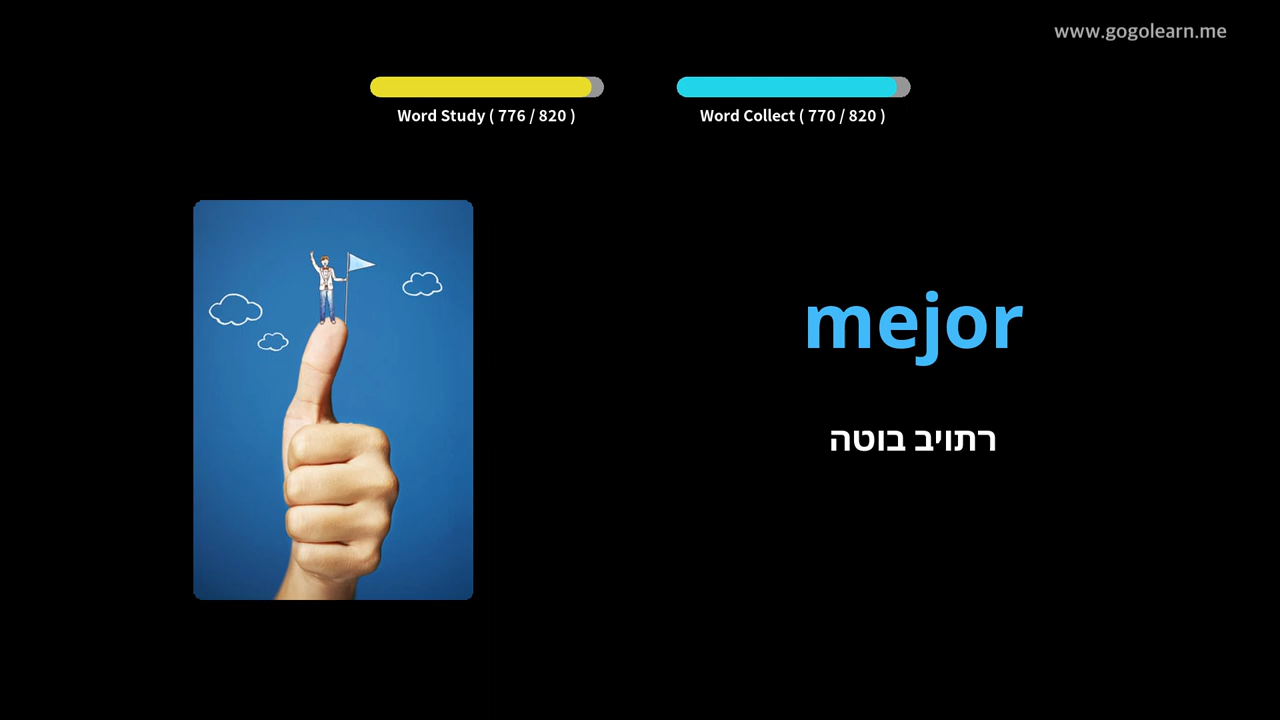 www.gogolearn.me
Word Study ( 776 / 820 )
Word Collect ( 770 / 820 )
mejor
רתויב בוטה